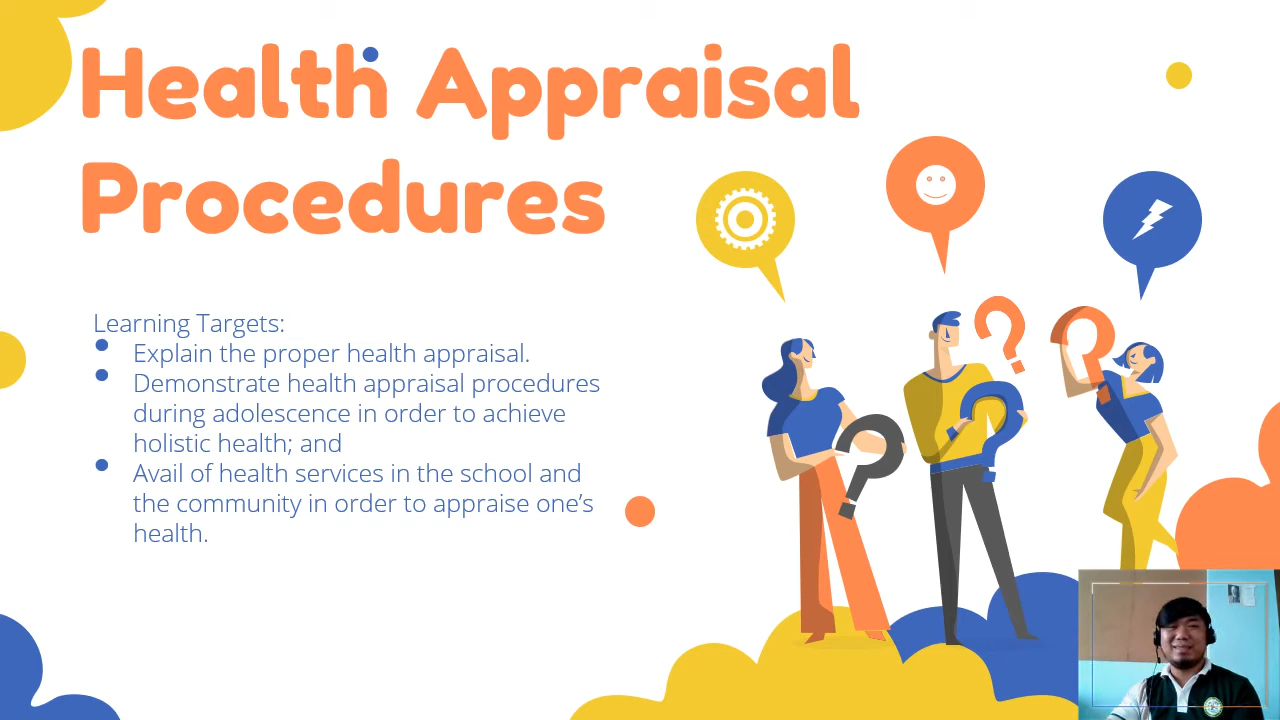 Health Appraisal
Procedures
Learning Targets:
Explain the proper health appraisal.
Demonstrate health appraisal procedures
during adolescence in order to achieve
holistic health; and
Avail of health services in the school and
the community in order to appraise one's
health.